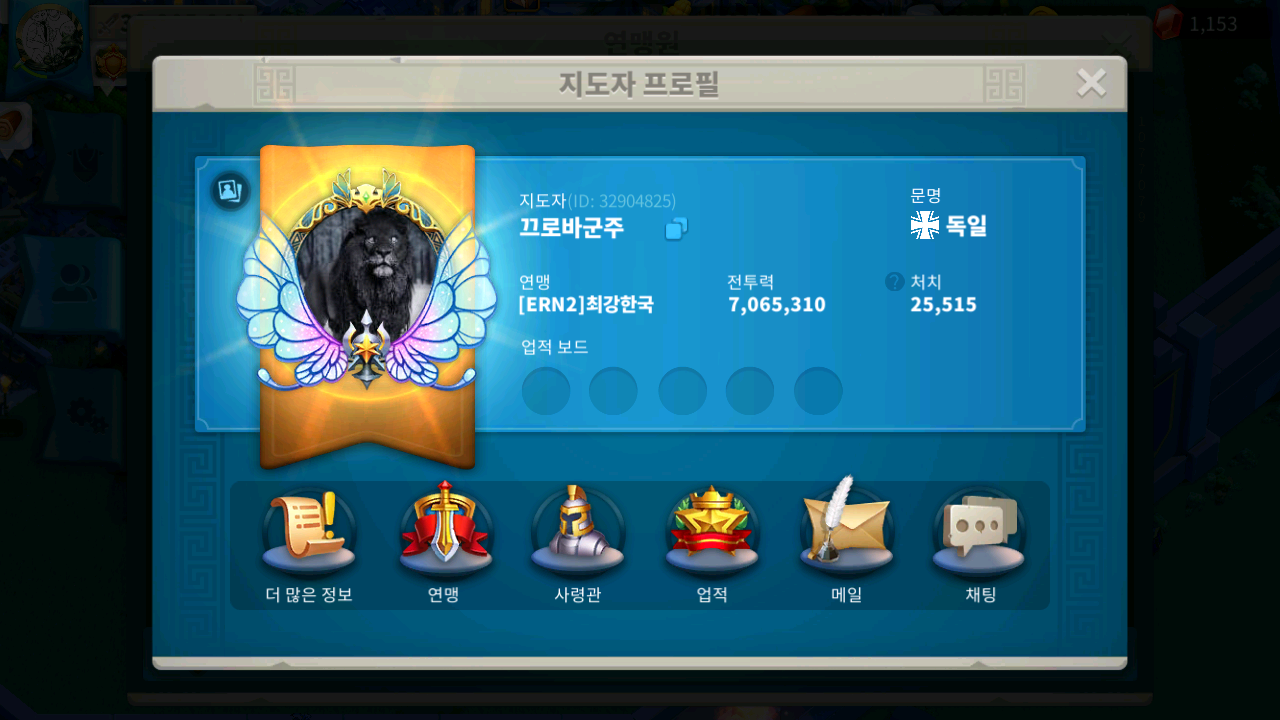 연맹원
1,153
지도자 프로필
지도자(ID: 32904825)
끄로바군주
문명
독일
연맹
[ERN2]최강한국
전투력
7,065,310
? 처치
25,515
업적 보드
더 많은 정보
연맹
사령관
업적
메일
채팅